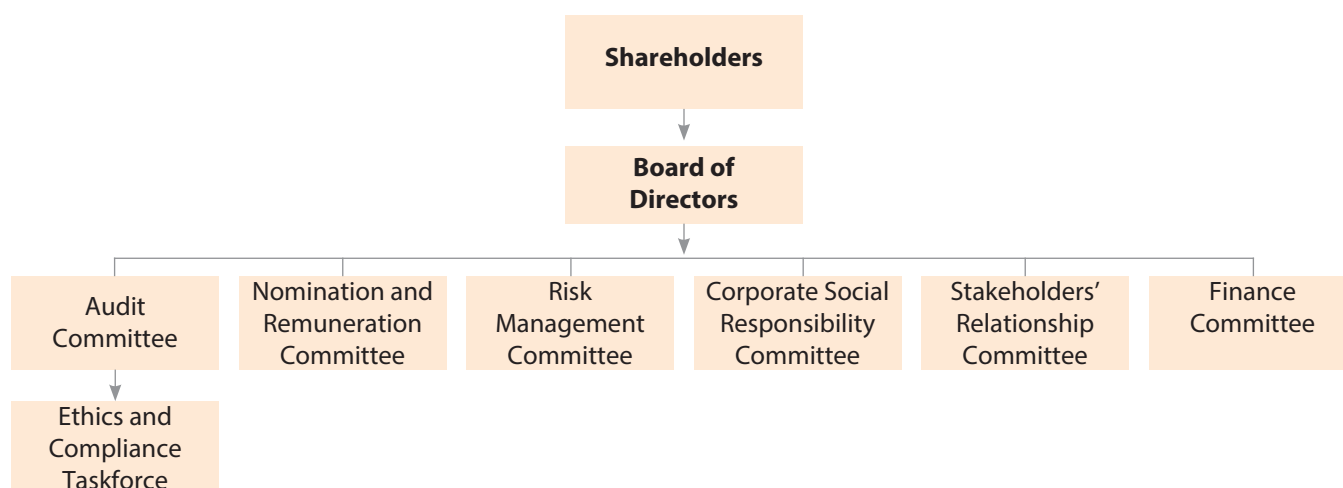 Shareholders
Board of
Directors
Audit
Committee
Nomination and
Remuneration
Committee
Risk
Management
Committee
Corporate Social
Responsibility
Committee
Stakeholders’
Relationship
Committee
Finance
Committee
Ethics and
Compliance
Taskforce